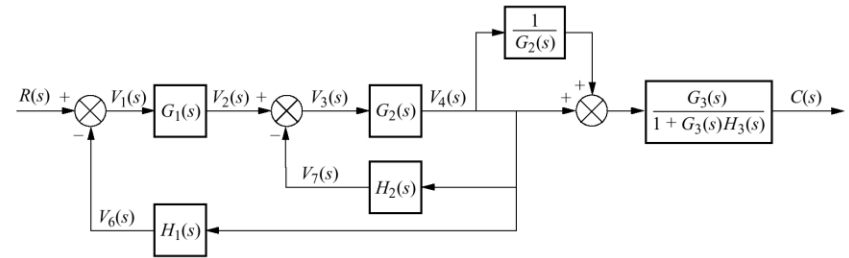 1
G₂(s)
R(s) + V₁(s) G₁(s) V₂(s) + V₃(s) G₂(s) V₄(s) + + G₃(s) C(s)
1 + G₃(s)H₃(s)
− −
V₇(s) H₂(s)
V₆(s) H₁(s)